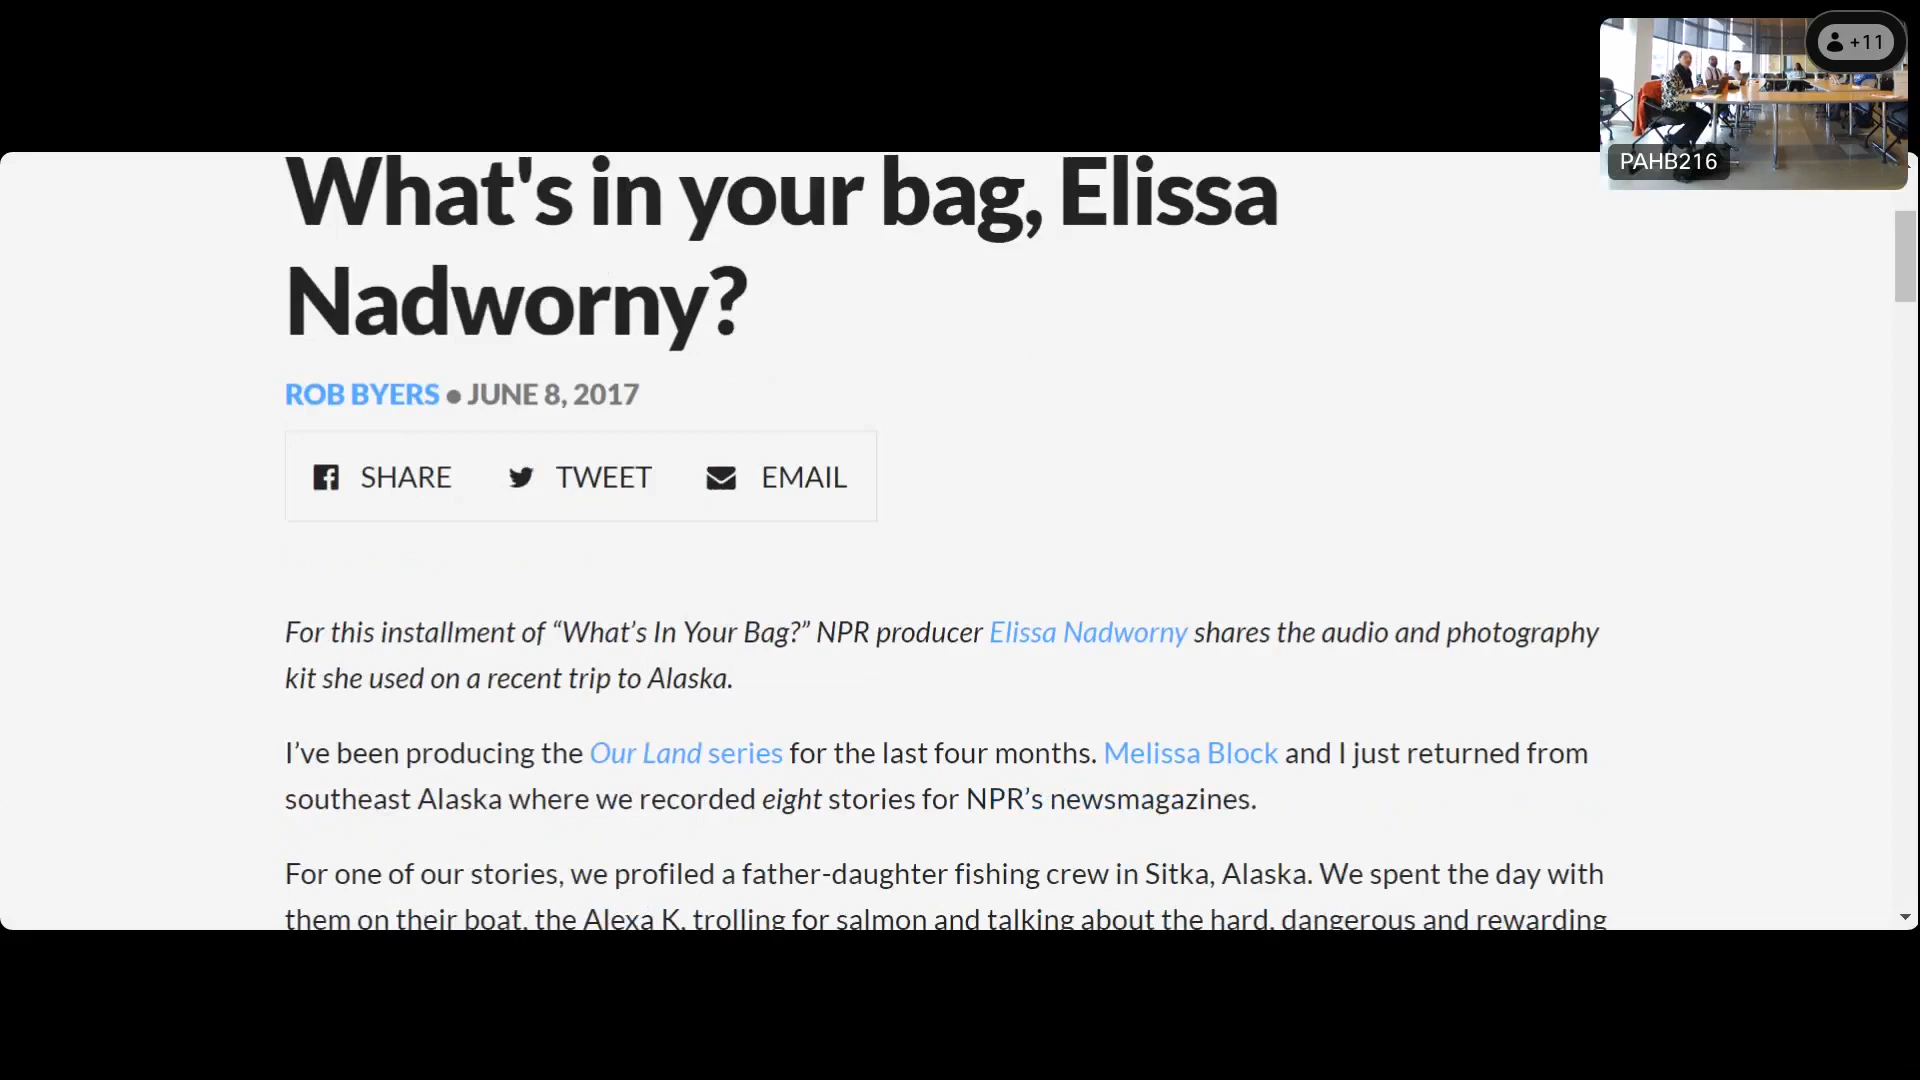 +11
PAHB216
What's in your bag, Elissa
Nadworny?
ROB BYERS ● JUNE 8, 2017
SHARE TWEET EMAIL
For this installment of “What’s In Your Bag?” NPR producer Elissa Nadworny shares the audio and photography
kit she used on a recent trip to Alaska.
I’ve been producing the Our Land series for the last four months. Melissa Block and I just returned from
southeast Alaska where we recorded eight stories for NPR’s newsmagazines.
For one of our stories, we profiled a father-daughter fishing crew in Sitka, Alaska. We spent the day with
them on their boat, the Alexa K, trolling for salmon and talking about the hard, dangerous and rewarding